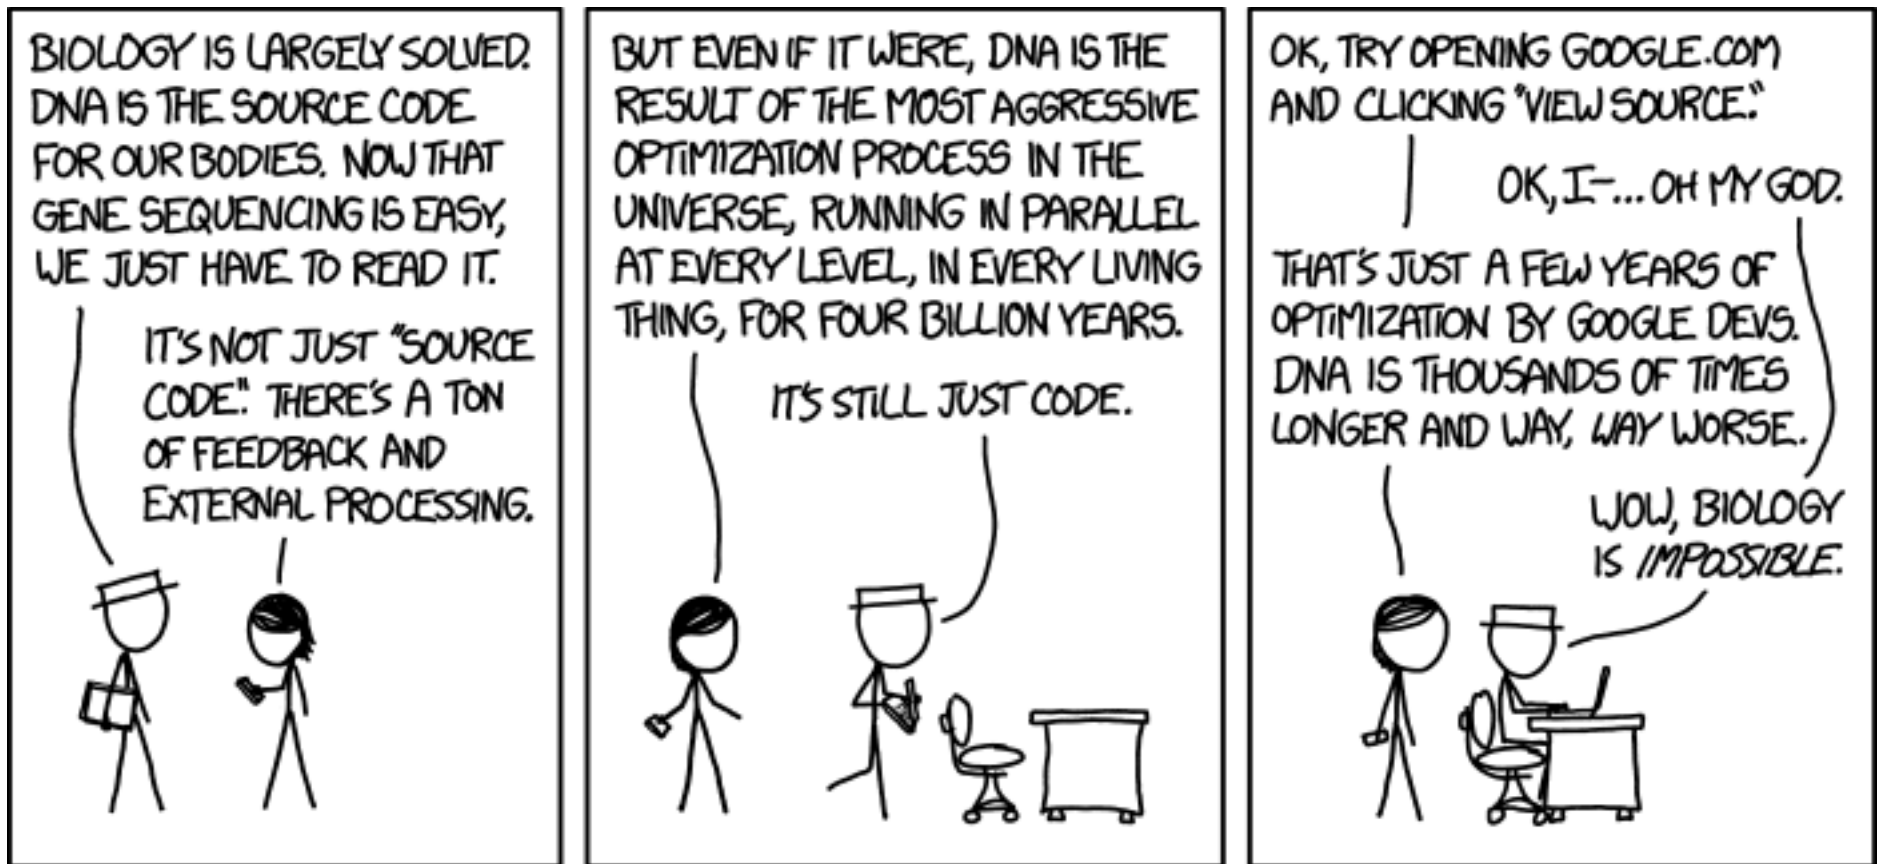 BIOLOGY IS LARGELY SOLVED.
DNA IS THE SOURCE CODE
FOR OUR BODIES. NOW THAT
GENE SEQUENCING IS EASY,
WE JUST HAVE TO READ IT.
IT'S NOT JUST "SOURCE
CODE". THERE'S A TON
OF FEEDBACK AND
EXTERNAL PROCESSING.
BUT EVEN IF IT WERE, DNA IS THE
RESULT OF THE MOST AGGRESSIVE
OPTIMIZATION PROCESS IN THE
UNIVERSE, RUNNING IN PARALLEL
AT EVERY LEVEL, IN EVERY LIVING
THING, FOR FOUR BILLION YEARS.
IT'S STILL JUST CODE.
OK, TRY OPENING GOOGLE.COM
AND CLICKING "VIEW SOURCE."
OK, I-...OH MY GOD.
THAT'S JUST A FEW YEARS OF
OPTIMIZATION BY GOOGLE DEVS.
DNA IS THOUSANDS OF TIMES
LONGER AND WAY, WAY WORSE.
WOW, BIOLOGY
IS IMPOSSIBLE.